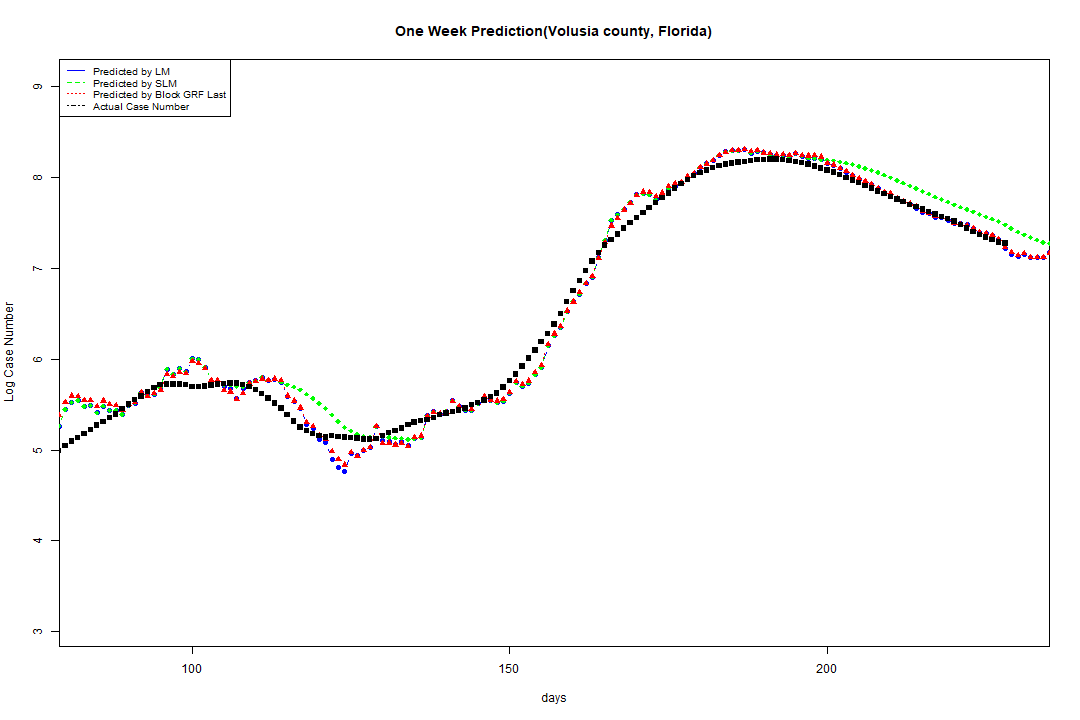 One Week Prediction(Volusia county, Florida)
Predicted by LM
Predicted by SLM
Predicted by Block GRF Last
Actual Case Number
9
8
7
6
5
4
3
Log Case Number
100 150 200
days